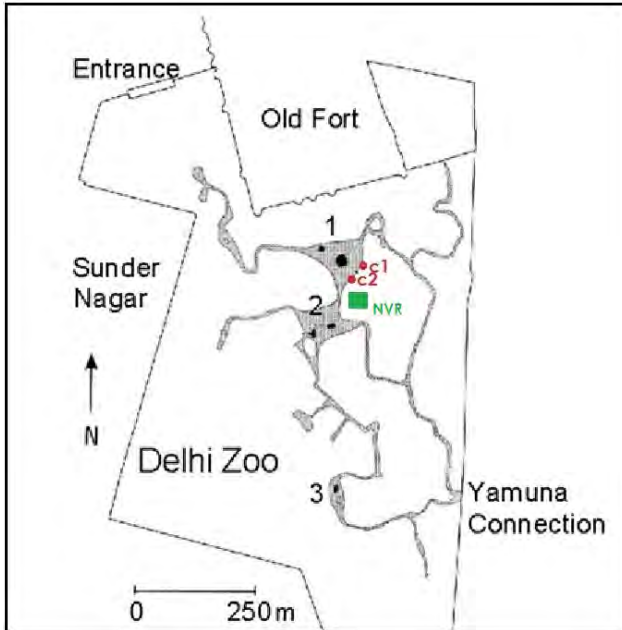 Entrance
Old Fort
1
c1
c2
Sunder
Nagar
NVR
2
N
Delhi Zoo
3
Yamuna
Connection
0 250 m